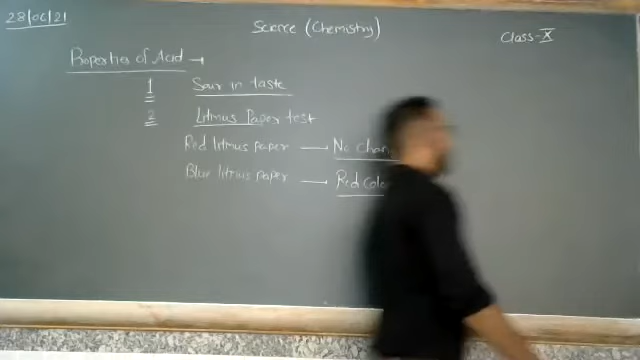 28/06/21
Science (Chemistry)
Class-X
Properties of Acid →
1 Sour in taste
2 Litmus Paper test
Red litmus paper → No Chan
Blue litmus paper → Red Colo